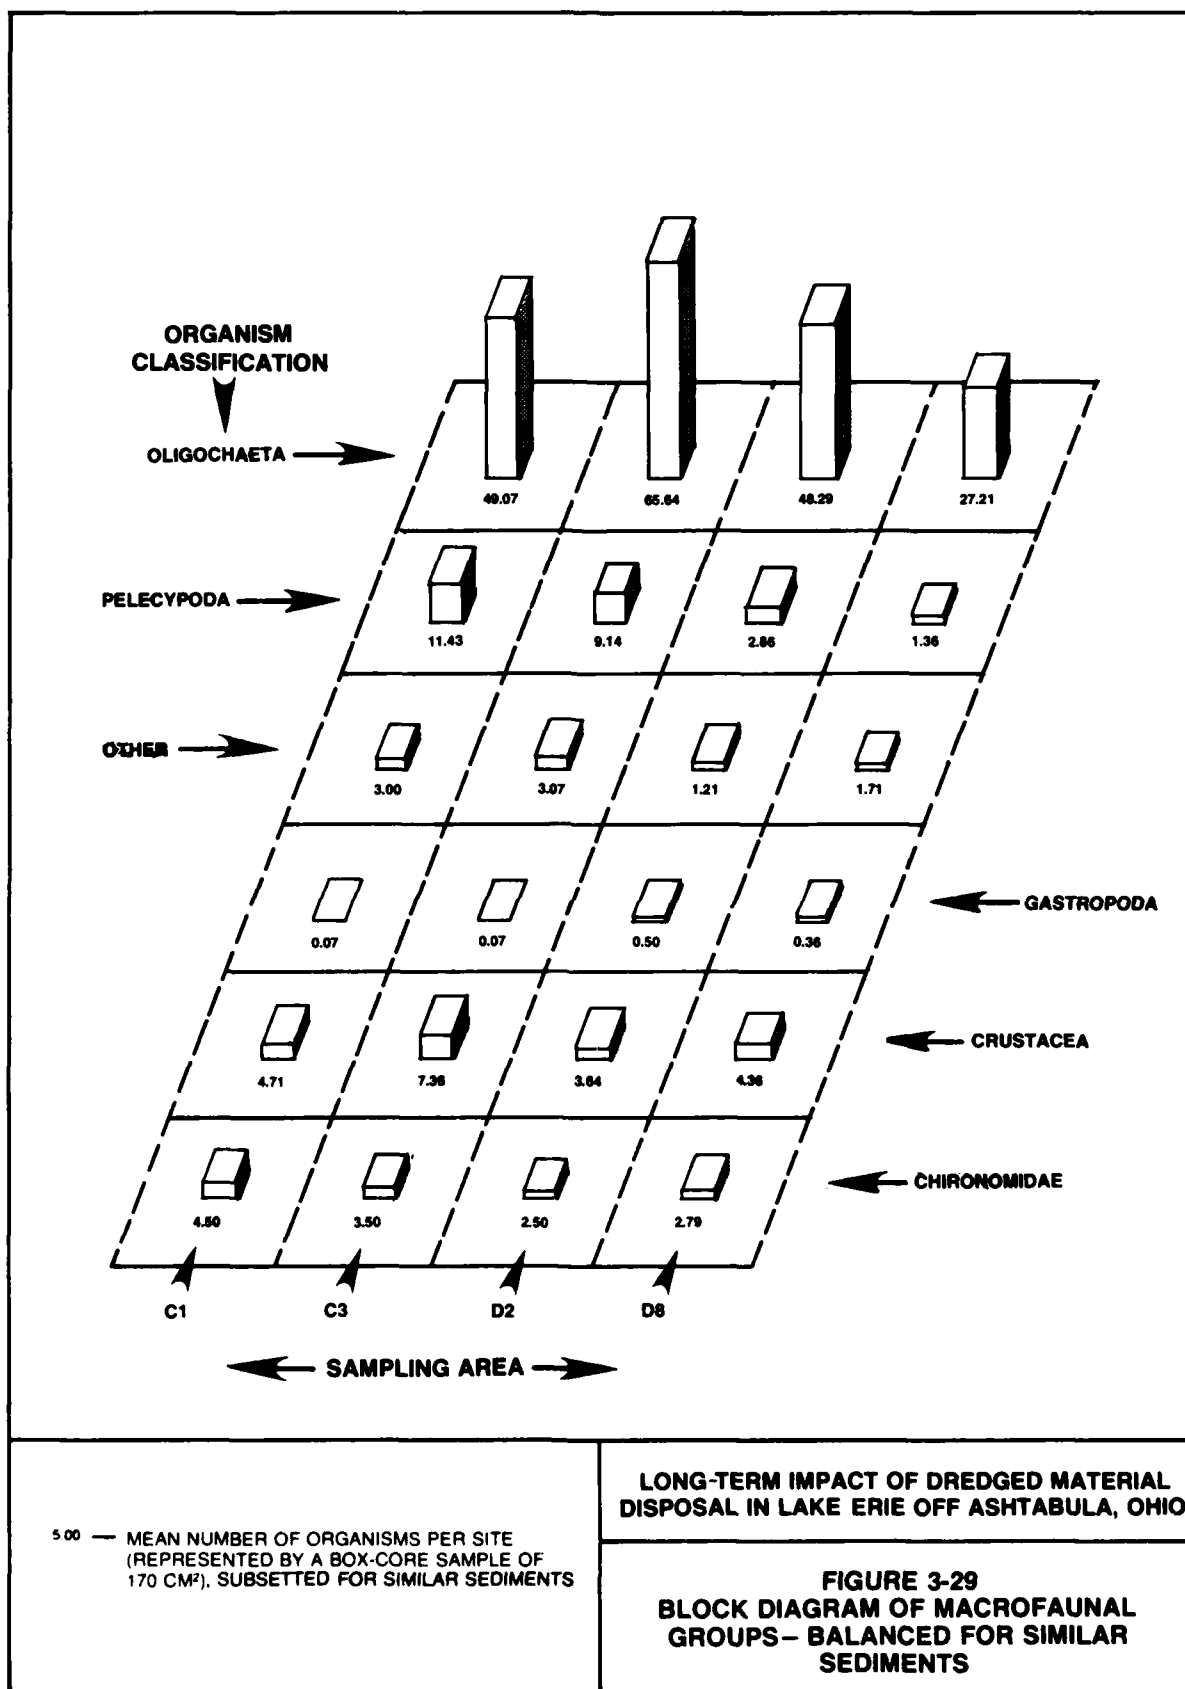 ORGANISM
CLASSIFICATION
OLIGOCHAETA
49.07 65.64 48.29 27.21
PELECYPODA
11.43 9.14 2.86 1.36
OTHER
3.00 3.07 1.21 1.71
GASTROPODA
0.07 0.07 0.50 0.36
CRUSTACEA
4.71 7.36 3.64 4.36
CHIRONOMIDAE
4.50 3.50 2.50 2.79
C1 C3 D2 D8
SAMPLING AREA
5.00 — MEAN NUMBER OF ORGANISMS PER SITE
(REPRESENTED BY A BOX-CORE SAMPLE OF
170 CM²), SUBSETTED FOR SIMILAR SEDIMENTS
LONG-TERM IMPACT OF DREDGED MATERIAL
DISPOSAL IN LAKE ERIE OFF ASHTABULA, OHIO
FIGURE 3-29
BLOCK DIAGRAM OF MACROFAUNAL
GROUPS— BALANCED FOR SIMILAR
SEDIMENTS